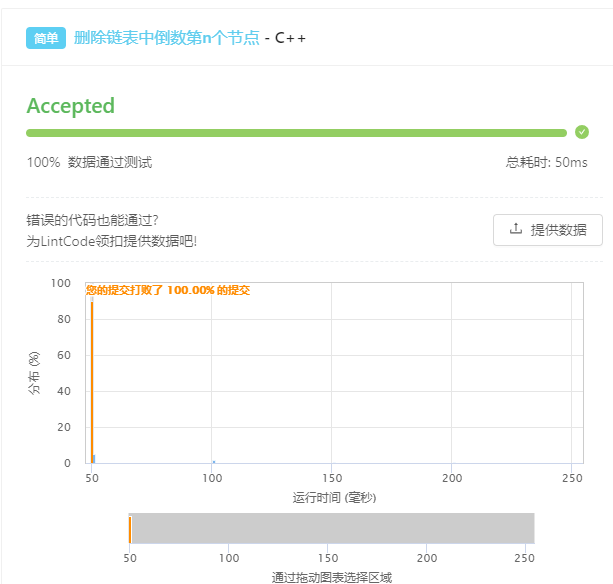 简单 删除链表中倒数第n个节点 - C++
Accepted
100% 数据通过测试 总耗时: 50ms
错误的代码也能通过?
为LintCode领扣提供数据吧!
提供数据
您的提交打败了 100.00% 的提交
100
80
60
40
20
0
分布 (%)
50 100 150 200 250
运行时间 (毫秒)
50 100 150 200 250
通过拖动图表选择区域